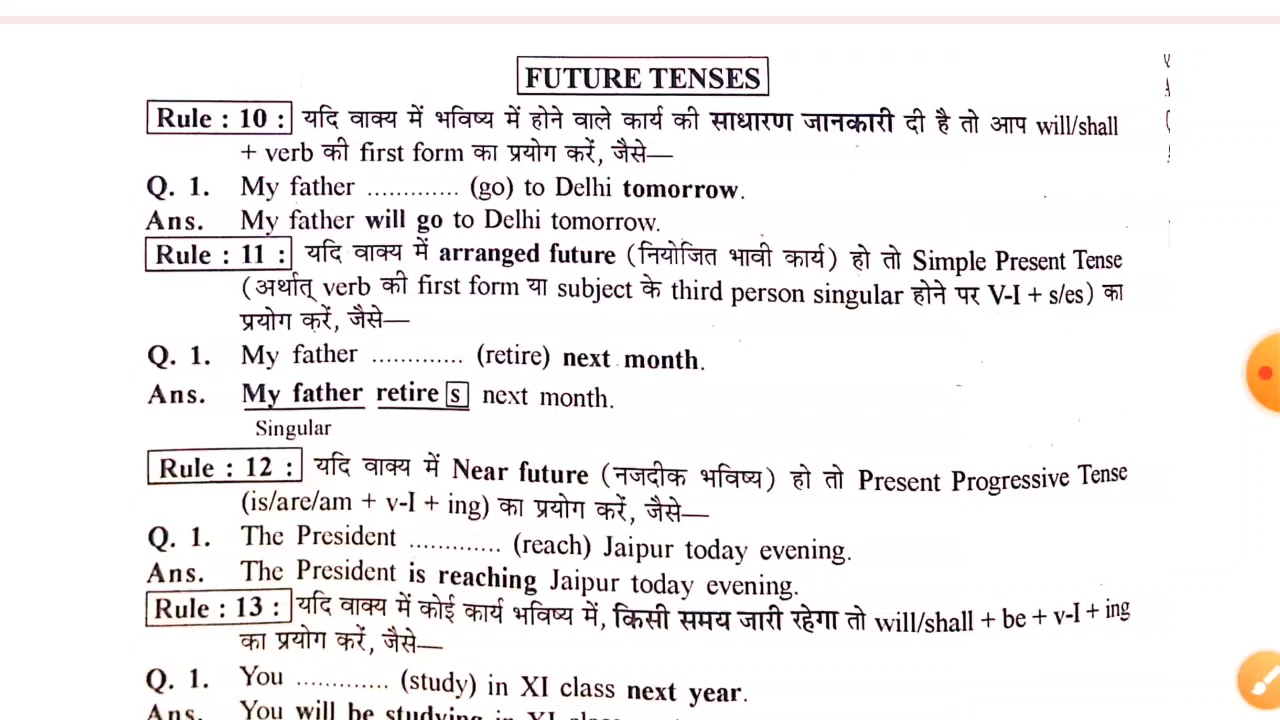 FUTURE TENSES
Rule : 10 : यदि वाक्य में भविष्य में होने वाले कार्य की साधारण जानकारी दी है तो आप will/shall
+ verb की first form का प्रयोग करें, जैसे—
Q. 1. My father ............. (go) to Delhi tomorrow.
Ans. My father will go to Delhi tomorrow.
Rule : 11 : यदि वाक्य में arranged future (नियोजित भावी कार्य) हो तो Simple Present Tense
(अर्थात् verb की first form या subject के third person singular होने पर V-I + s/es) का
प्रयोग करें, जैसे—
Q. 1. My father ............. (retire) next month.
Ans. My father retire s next month.
Singular
Rule : 12 : यदि वाक्य में Near future (नजदीक भविष्य) हो तो Present Progressive Tense
(is/are/am + v-I + ing) का प्रयोग करें, जैसे—
Q. 1. The President ............. (reach) Jaipur today evening.
Ans. The President is reaching Jaipur today evening.
Rule : 13 : यदि वाक्य में कोई कार्य भविष्य में, किसी समय जारी रहेगा तो will/shall + be + v-I + ing
का प्रयोग करें, जैसे—
Q. 1. You ............. (study) in XI class next year.
Ans. You will be studying in XI class